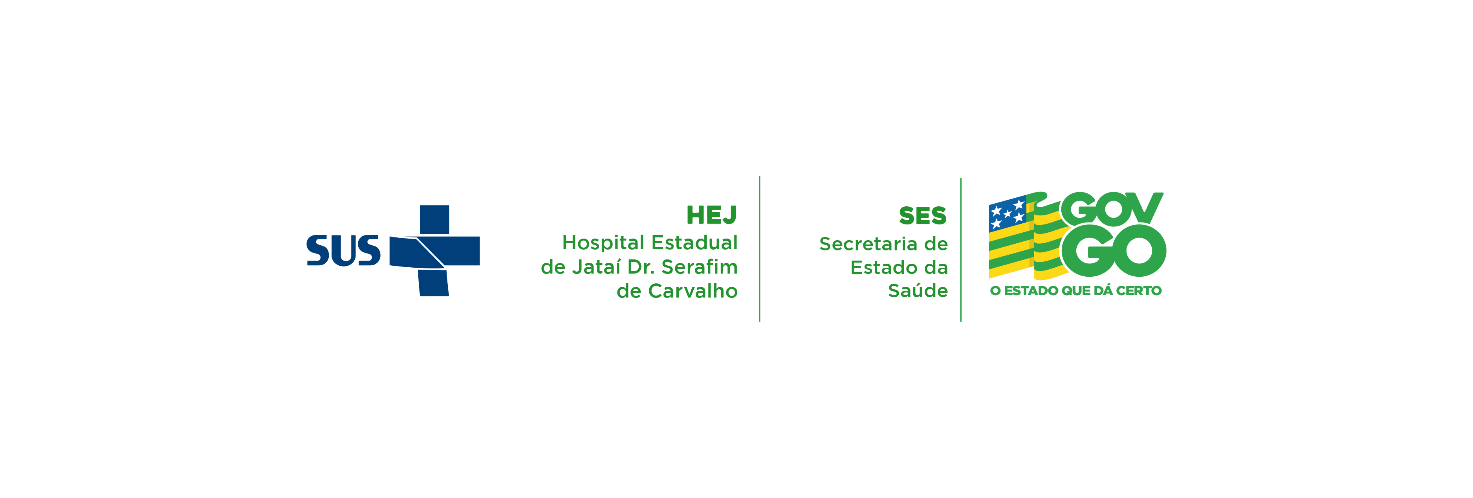 SUS
HEJ
Hospital Estadual
de Jataí Dr. Serafim
de Carvalho
SES
Secretaria de
Estado da
Saúde
GOV
GO
O ESTADO QUE DÁ CERTO